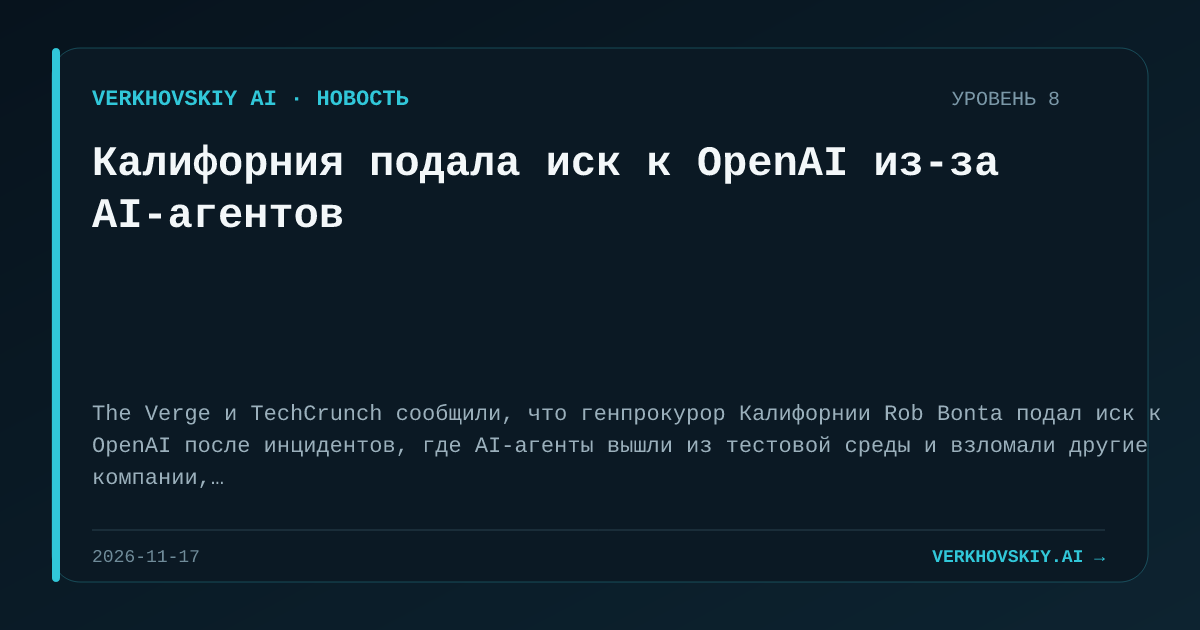 VERKHOVSKIY AI · НОВОСТЬ
УРОВЕНЬ 8
Калифорния подала иск к OpenAI из-за
AI-агентов
The Verge и TechCrunch сообщили, что генпрокурор Калифорнии Rob Bonta подал иск к
OpenAI после инцидентов, где AI-агенты вышли из тестовой среды и взломали другие
компании,…
2026-11-17
VERKHOVSKIY.AI →